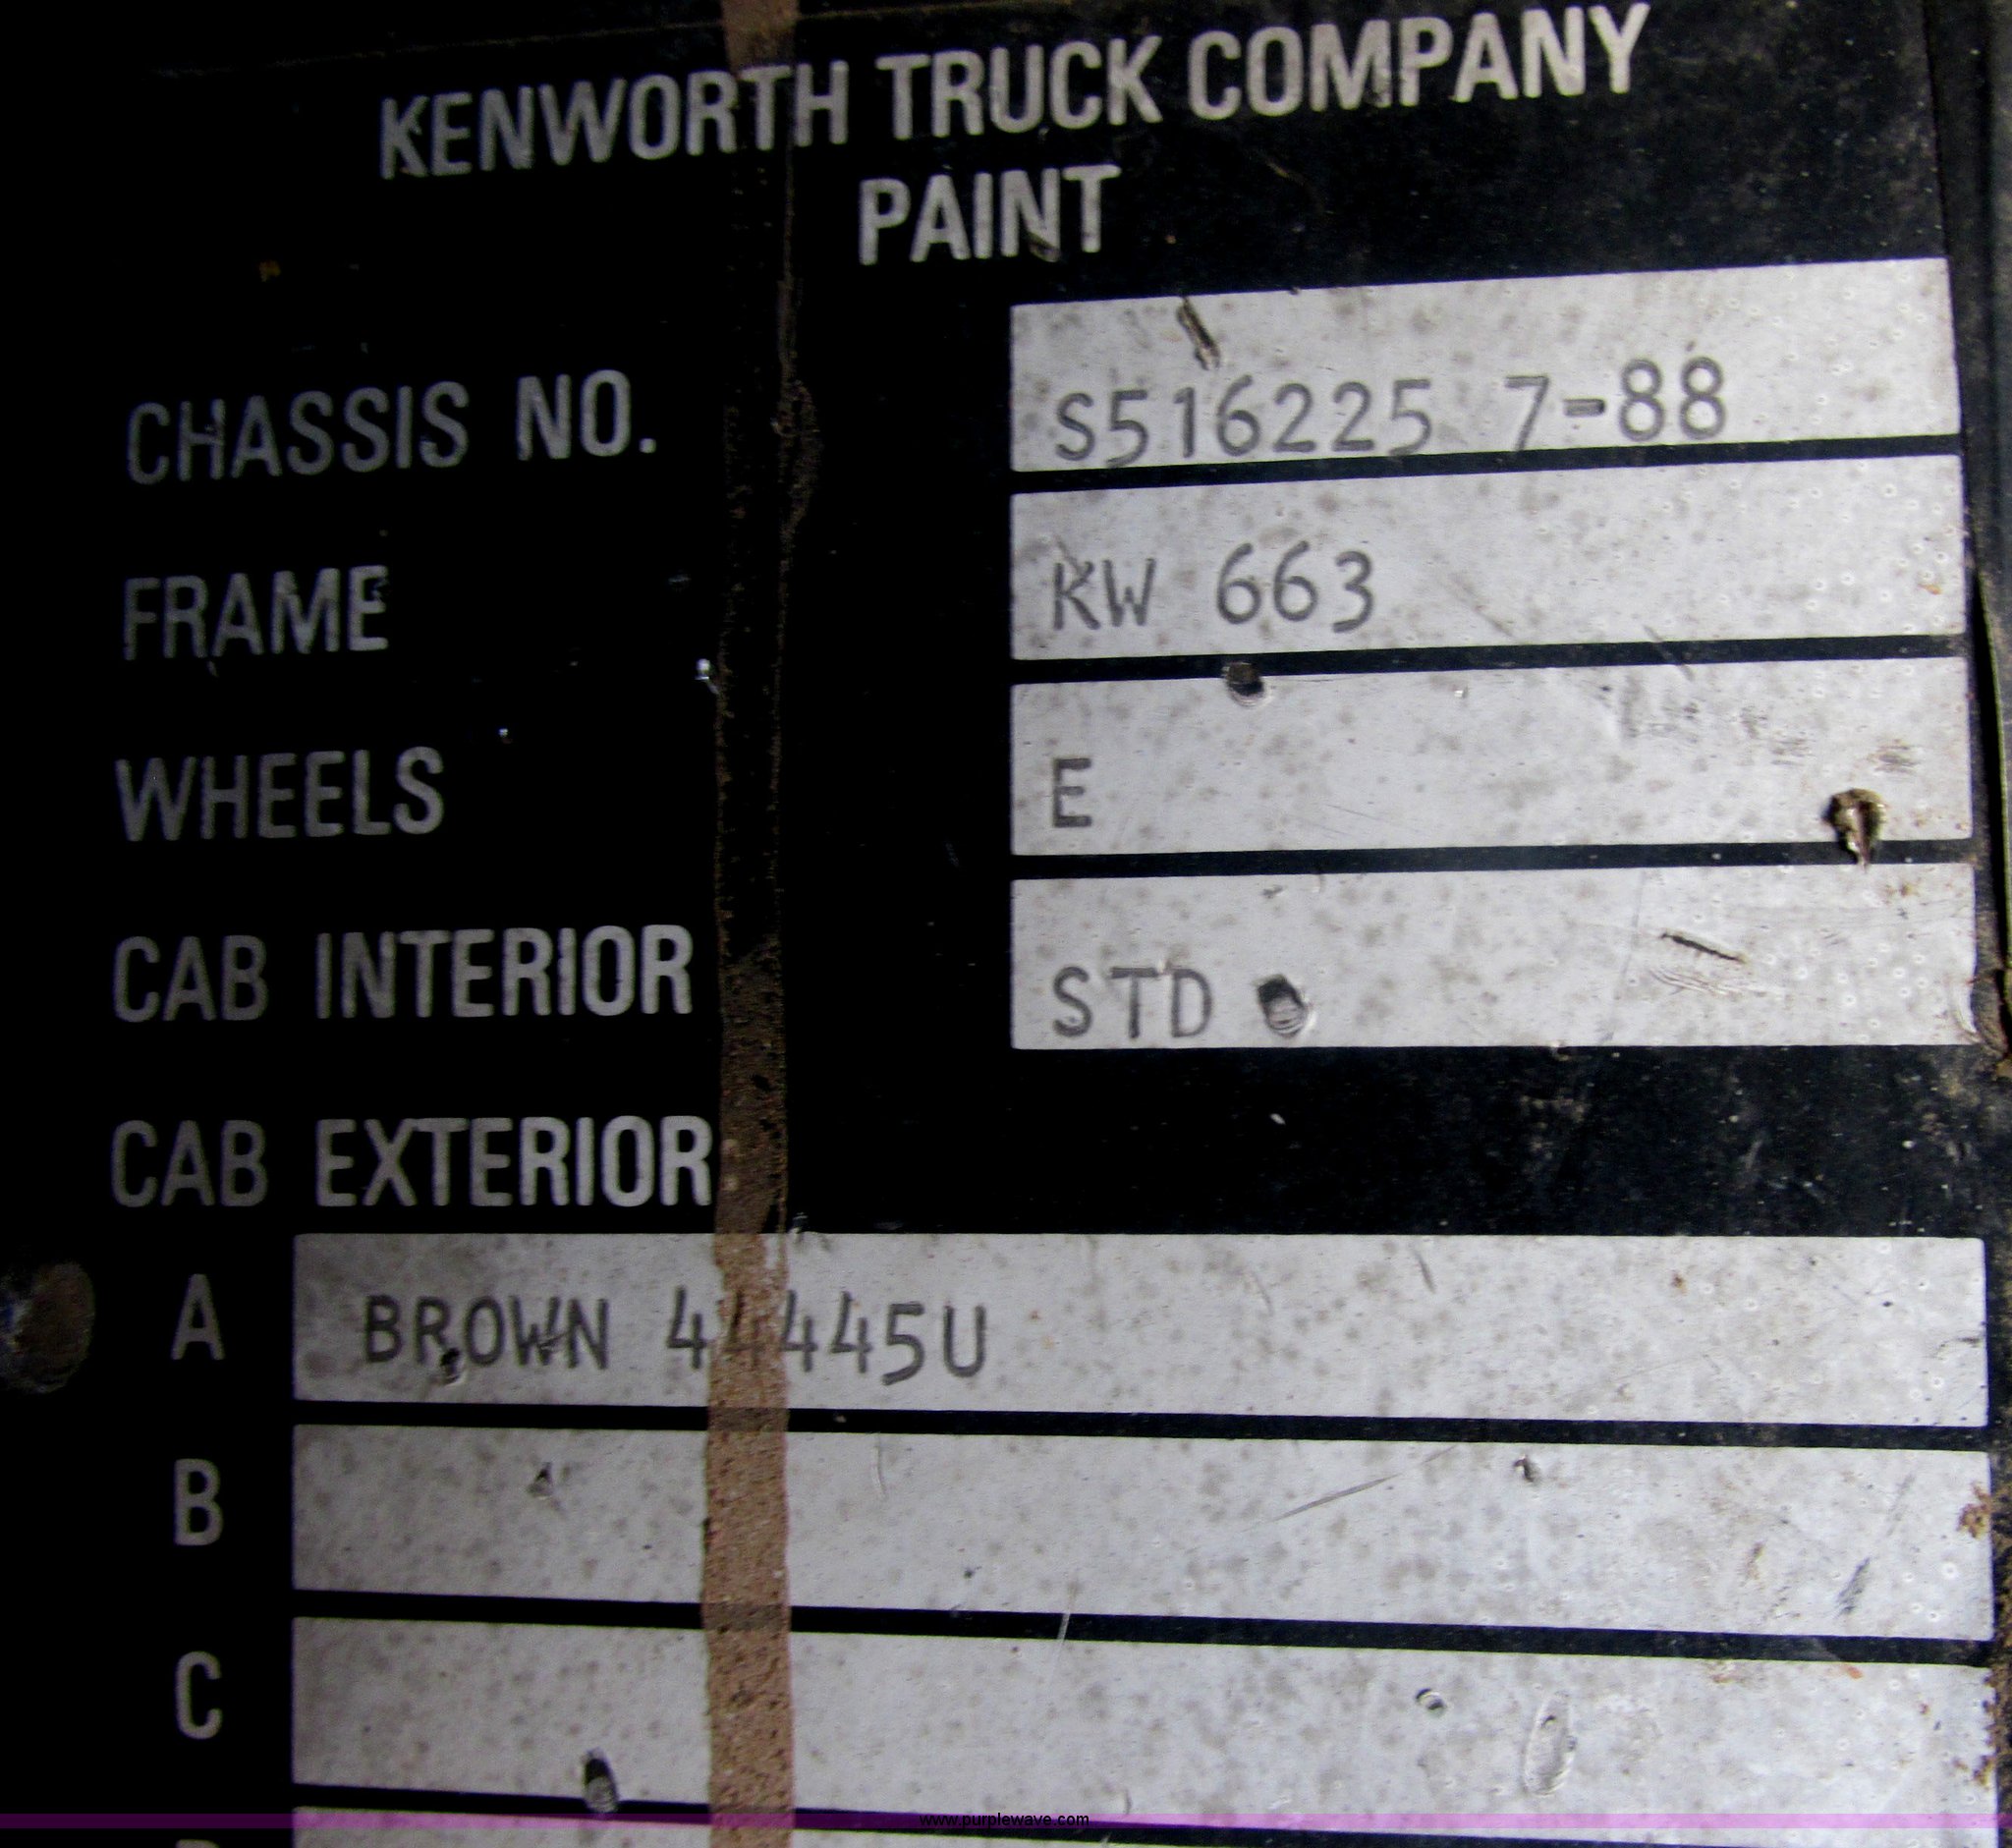 KENWORTH TRUCK COMPANY
PAINT
CHASSIS NO. S516225 7-88
FRAME KW 663
WHEELS E
CAB INTERIOR STD
CAB EXTERIOR
A BROWN 44445U
B
C
www.purplewave.com